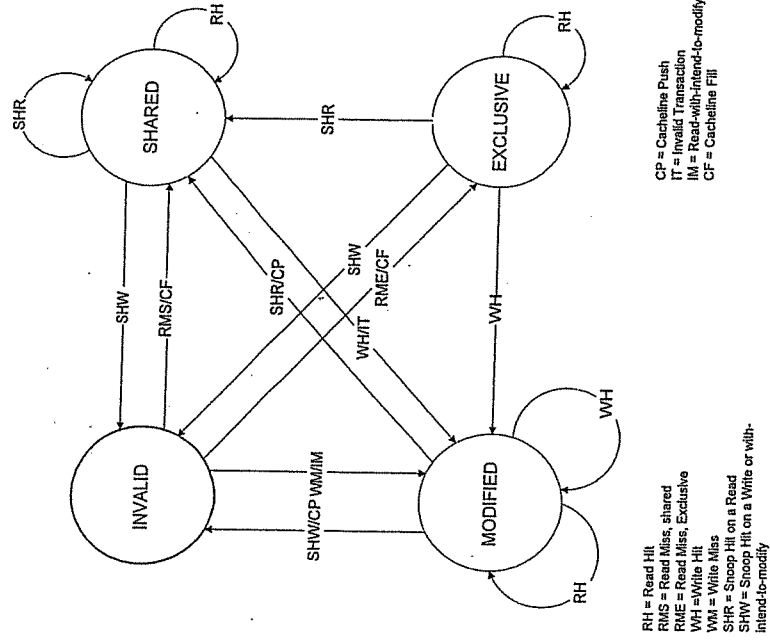 SHR
RH
SHARED
SHW
RMS/CF
INVALID
SHR/CP
WH/IT
SHW
RME/CF
SHR
RH
EXCLUSIVE
WH
SHW/CP
WM/IM
MODIFIED
RH
WH
RH = Read Hit
RMS = Read Miss, shared
RME = Read Miss, Exclusive
WH =Write Hit
WM = Write Miss
SHR = Snoop Hit on a Read
SHW = Snoop Hit on a Write or with-
intend-to-modify
CP = Cacheline Push
IT = Invalid Transaction
IM = Read-with-intend-to-modify
CF = Cacheline Fill